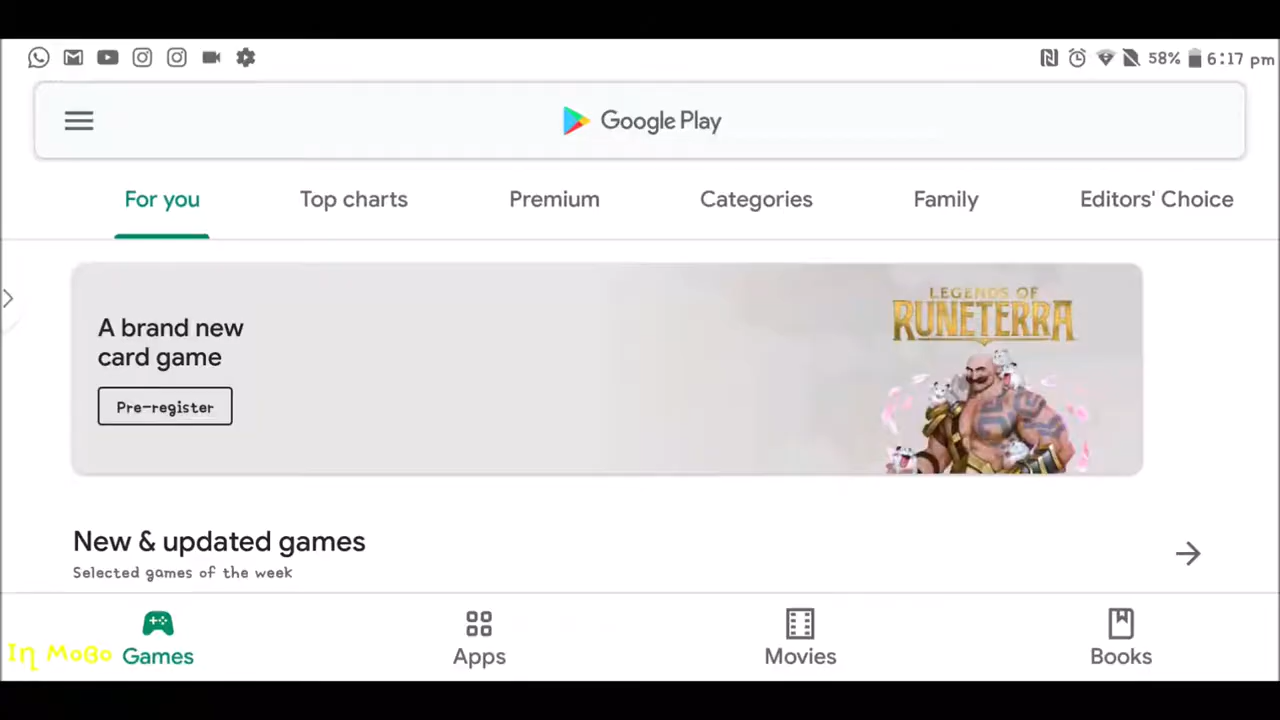 58% 6:17 pm
Google Play
For you Top charts Premium Categories Family Editors' Choice
A brand new
card game
Pre-register
LEGENDS OF
RUNETERRA
New & updated games
Selected games of the week
Games Apps Movies Books
In MoBo